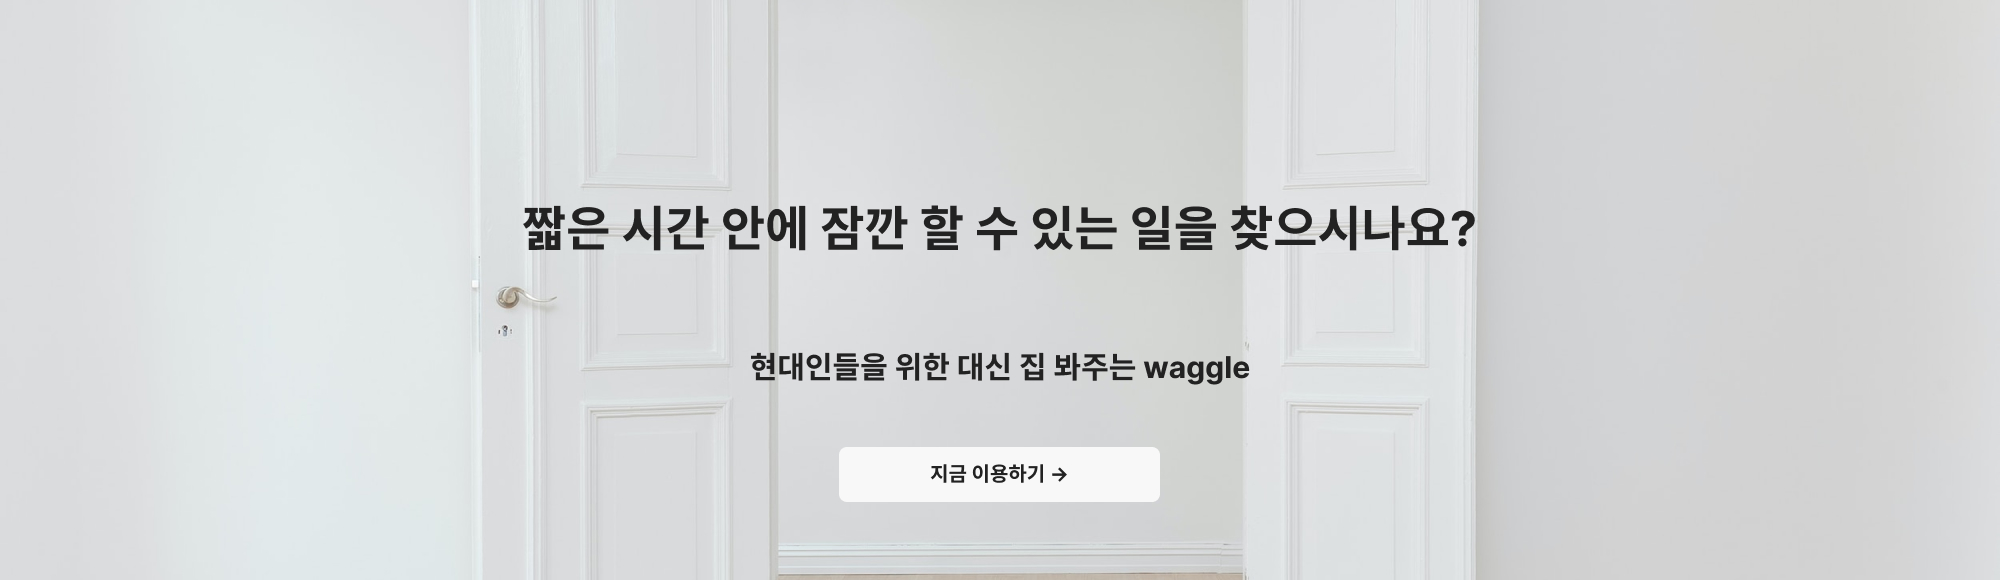 짧은 시간 안에 잠깐 할 수 있는 일을 찾으시나요?
현대인들을 위한 대신 집 봐주는 waggle
지금 이용하기 →